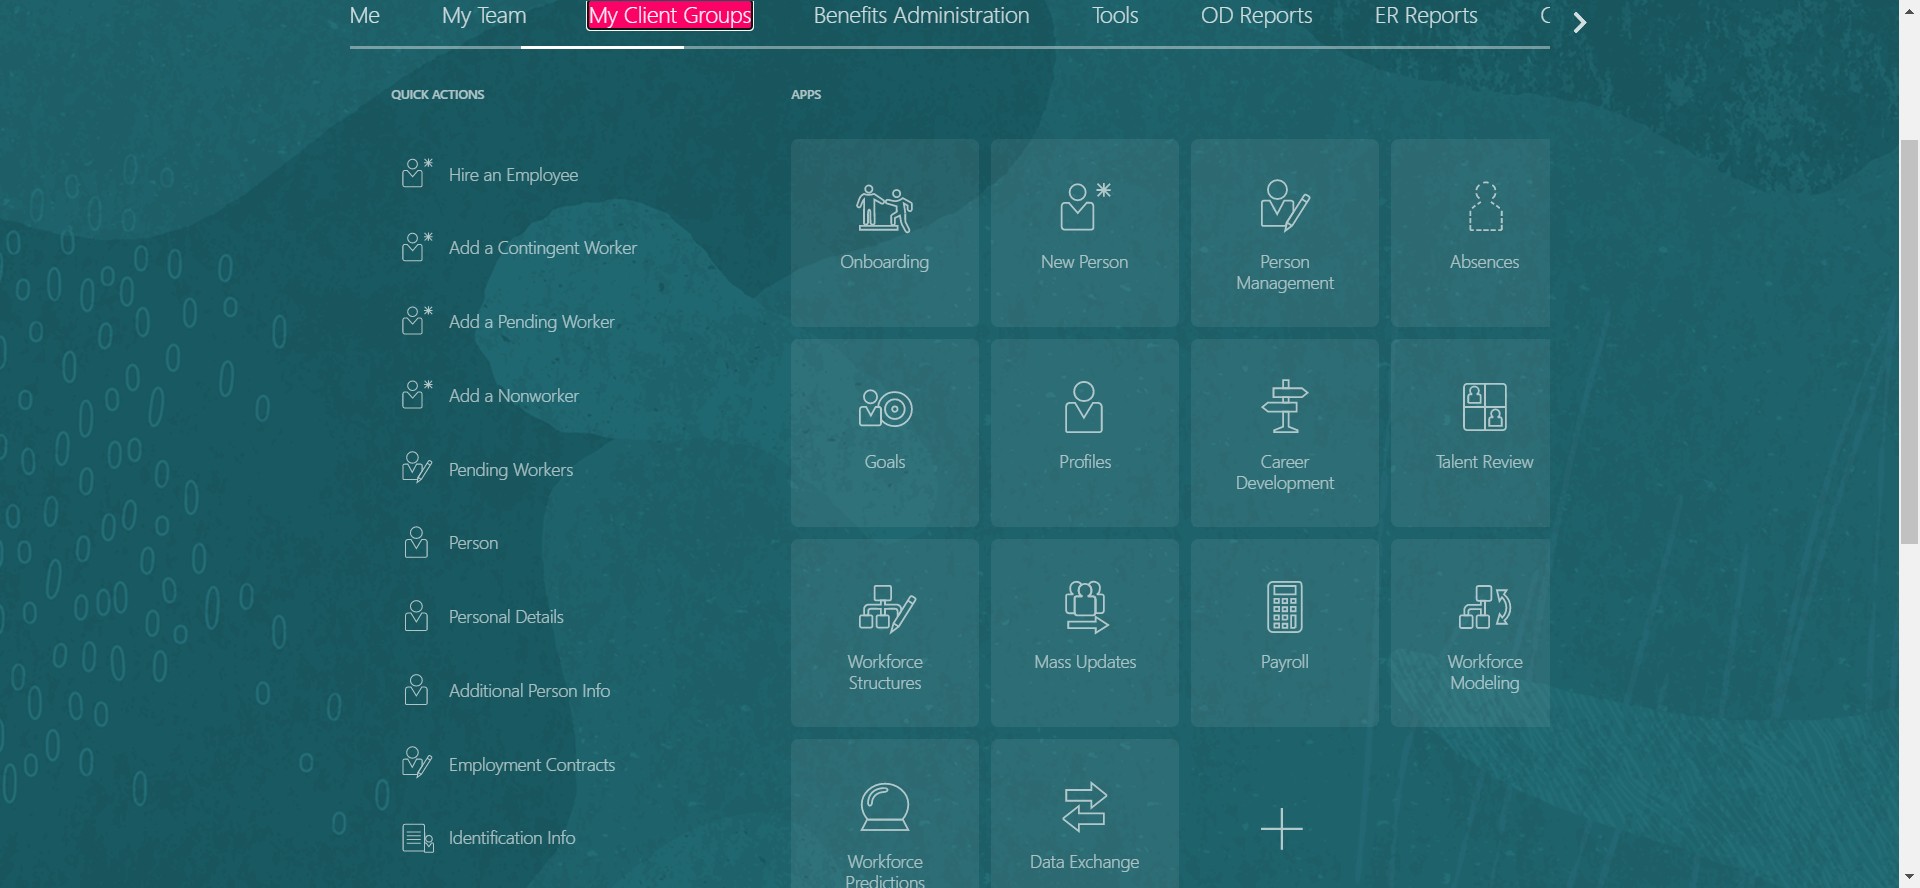 Me
My Team
My Client Groups
Benefits Administration
Tools
OD Reports
ER Reports
QUICK ACTIONS
Hire an Employee
Add a Contingent Worker
Add a Pending Worker
Add a Nonworker
Pending Workers
Person
Personal Details
Additional Person Info
Employment Contracts
Identification Info
APPS
Onboarding
New Person
Person
Management
Absences
Goals
Profiles
Career
Development
Talent Review
Workforce
Structures
Mass Updates
Payroll
Workforce
Modeling
Workforce
Predictions
Data Exchange